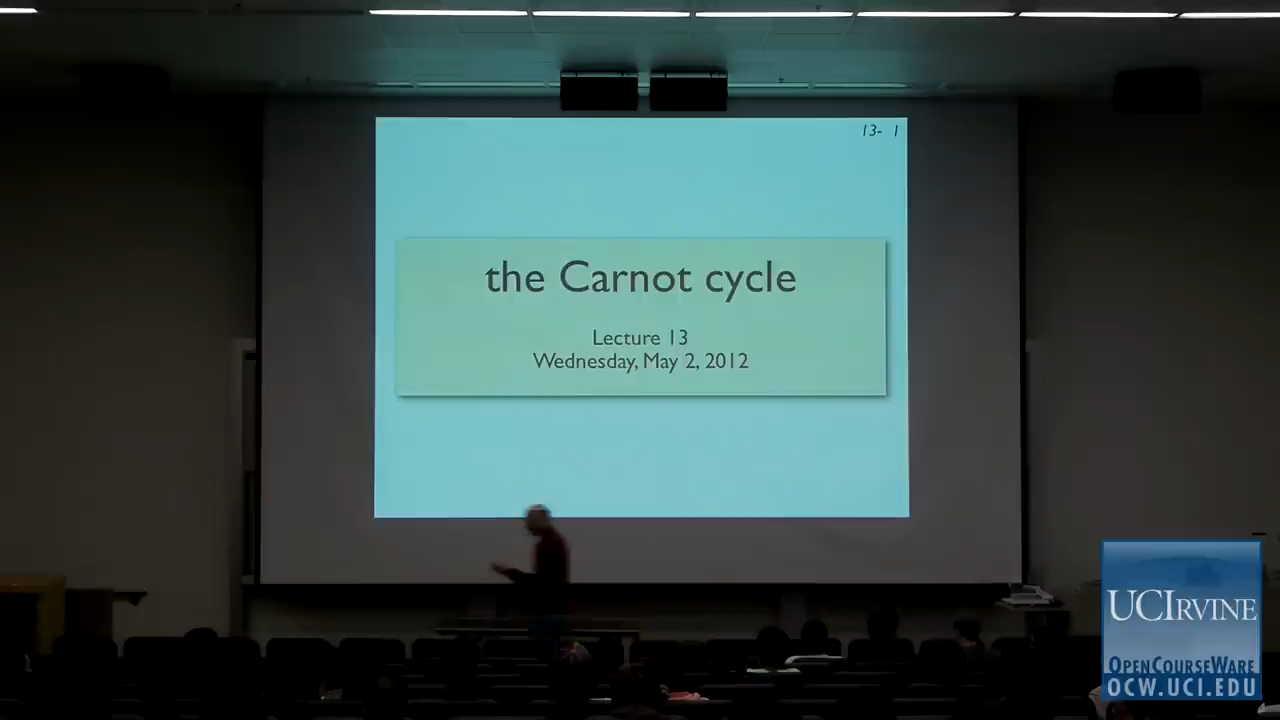 13- 1
the Carnot cycle
Lecture 13
Wednesday, May 2, 2012
UCIRVINE
OPENCOURSEWARE
OCW.UCI.EDU